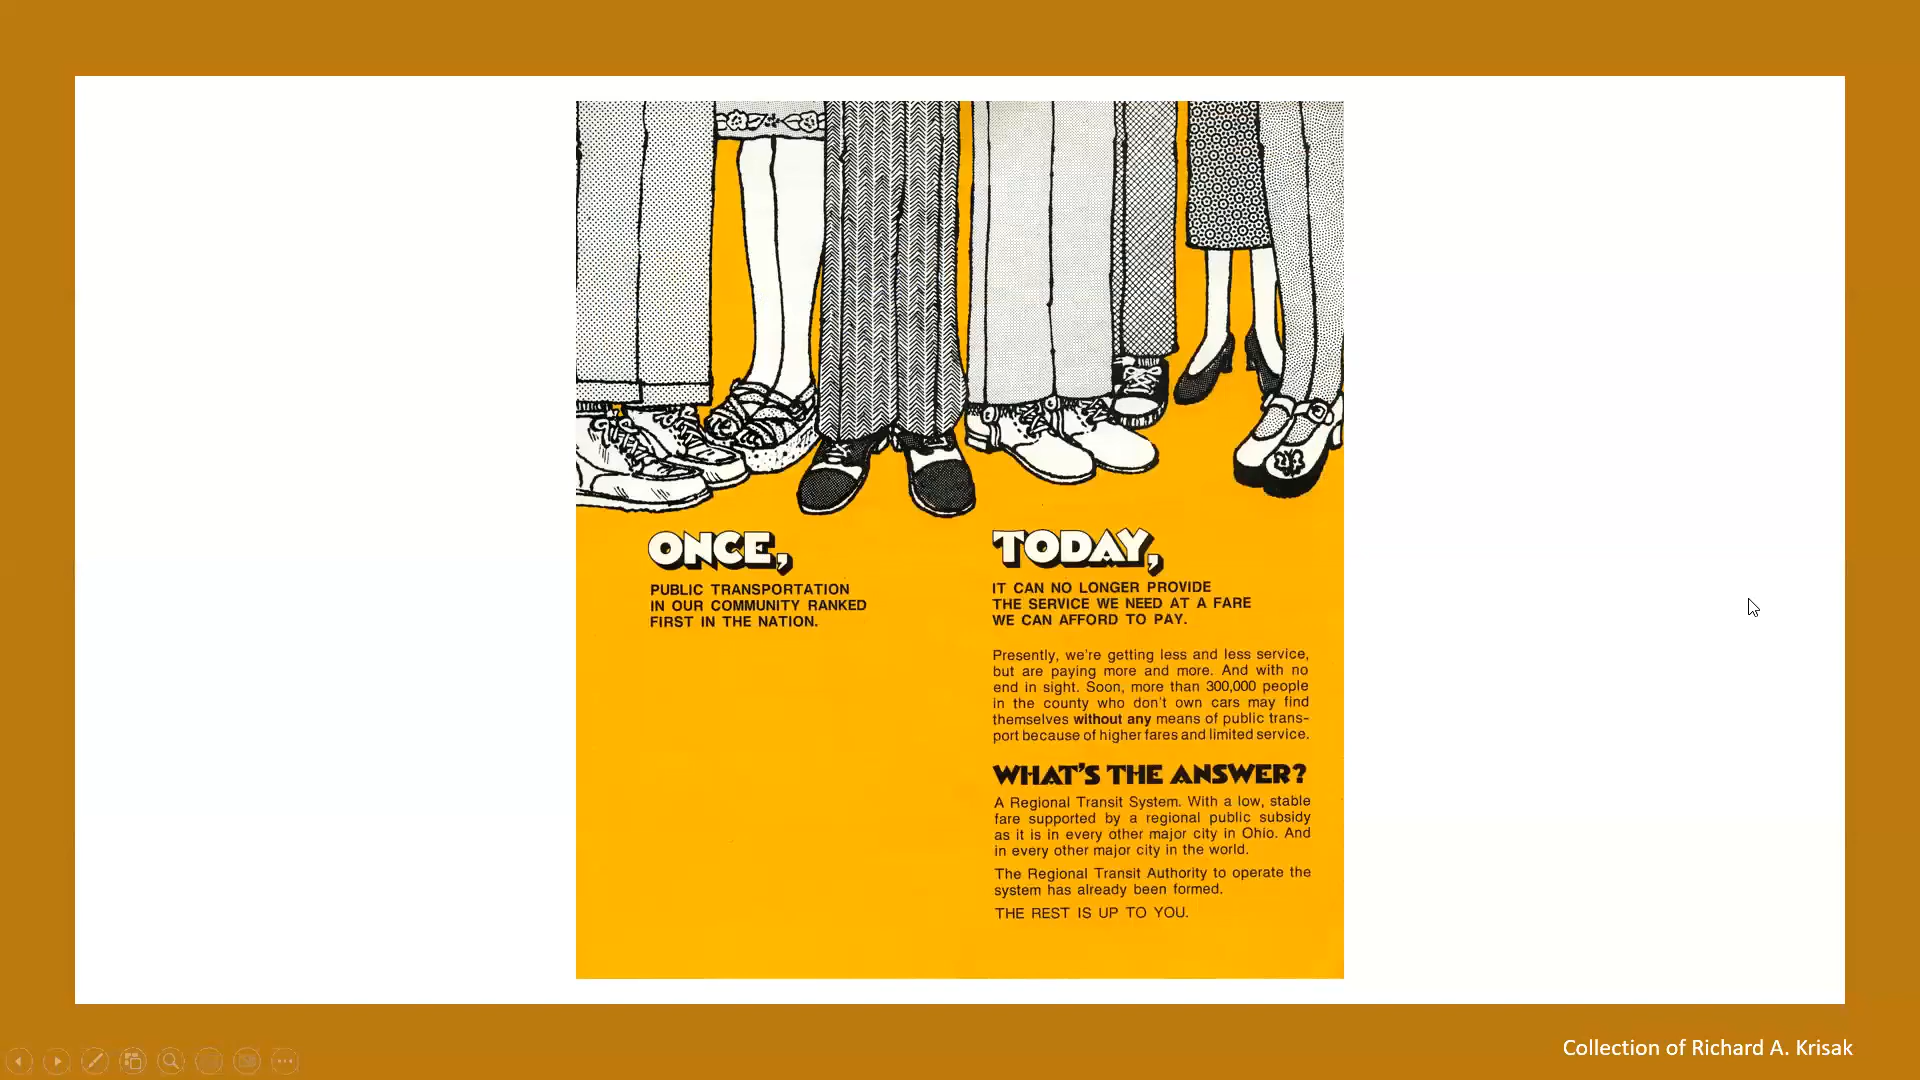 ONCE,
PUBLIC TRANSPORTATION
IN OUR COMMUNITY RANKED
FIRST IN THE NATION.
TODAY,
IT CAN NO LONGER PROVIDE
THE SERVICE WE NEED AT A FARE
WE CAN AFFORD TO PAY.
Presently, we're getting less and less service,
but are paying more and more. And with no
end in sight. Soon, more than 300,000 people
in the county who don't own cars may find
themselves without any means of public trans-
port because of higher fares and limited service.
WHAT'S THE ANSWER?
A Regional Transit System. With a low, stable
fare supported by a regional public subsidy
as it is in every other major city in Ohio. And
in every other major city in the world.
The Regional Transit Authority to operate the
system has already been formed.
THE REST IS UP TO YOU.
Collection of Richard A. Krisak